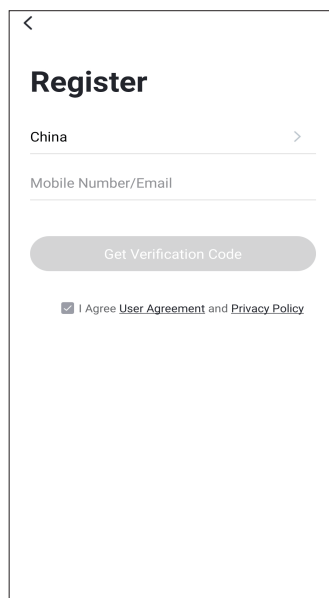 Register
China
Mobile Number/Email
Get Verification Code
I Agree User Agreement and Privacy Policy